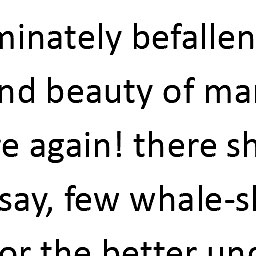 minately befallen
nd beauty of ma
re again! there sh
say, few whale-s
or the better un